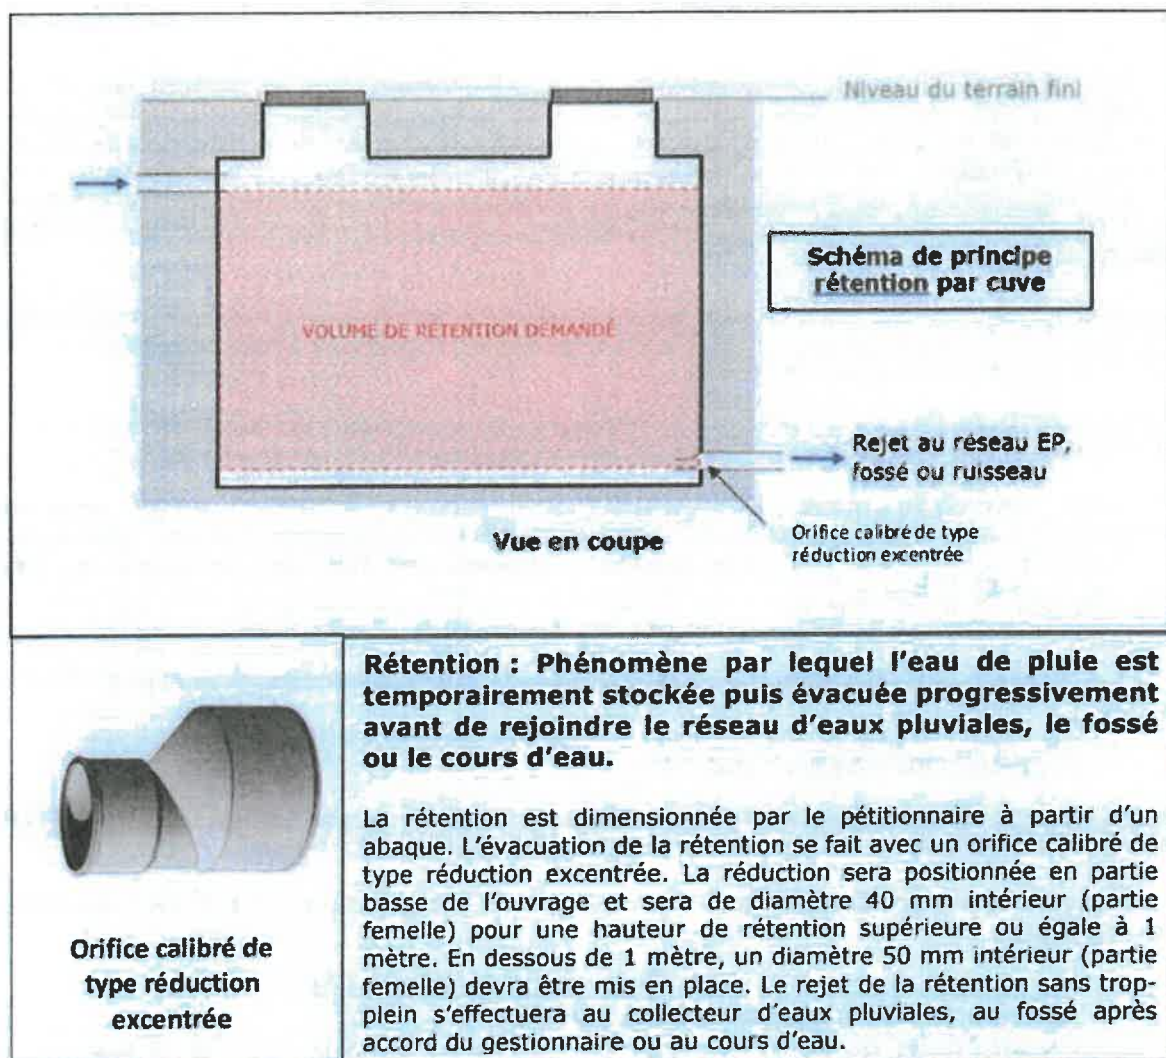 Niveau du terrain fini
Schéma de principe
rétention par cuve
VOLUME DE RÉTENTION DEMANDÉ
Rejet au réseau EP,
fossé ou ruisseau
Vue en coupe
Orifice calibré de type
réduction excentrée
Orifice calibré de
type réduction
excentrée
Rétention : Phénomène par lequel l'eau de pluie est
temporairement stockée puis évacuée progressivement
avant de rejoindre le réseau d'eaux pluviales, le fossé
ou le cours d'eau.
La rétention est dimensionnée par le pétitionnaire à partir d'un
abaque. L'évacuation de la rétention se fait avec un orifice calibré de
type réduction excentrée. La réduction sera positionnée en partie
basse de l'ouvrage et sera de diamètre 40 mm intérieur (partie
femelle) pour une hauteur de rétention supérieure ou égale à 1
mètre. En dessous de 1 mètre, un diamètre 50 mm intérieur (partie
femelle) devra être mis en place. Le rejet de la rétention sans trop-
plein s'effectuera au collecteur d'eaux pluviales, au fossé après
accord du gestionnaire ou au cours d'eau.